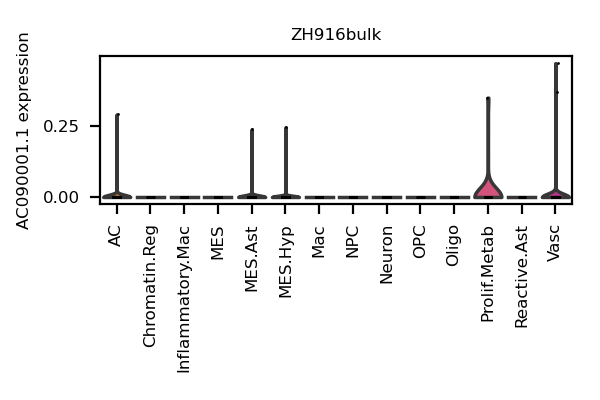 ZH916bulk
AC090001.1 expression
0.25
0.00
AC
Chromatin.Reg
Inflammatory.Mac
MES
MES.Ast
MES.Hyp
Mac
NPC
Neuron
OPC
Oligo
Prolif.Metab
Reactive.Ast
Vasc